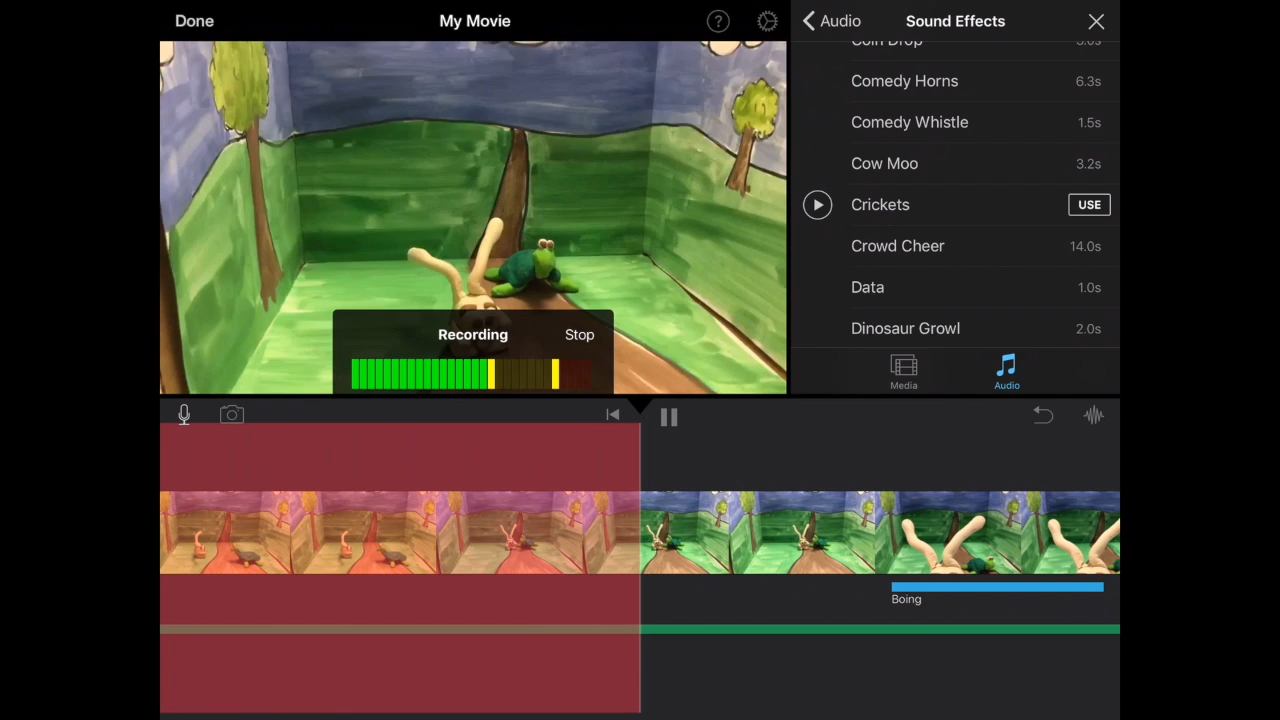 Done
My Movie
?
Audio
Sound Effects
Coin Drop 3.0s
Comedy Horns 6.3s
Comedy Whistle 1.5s
Cow Moo 3.2s
Crickets USE
Crowd Cheer 14.0s
Data 1.0s
Dinosaur Growl 2.0s
Media
Audio
Recording Stop
Boing